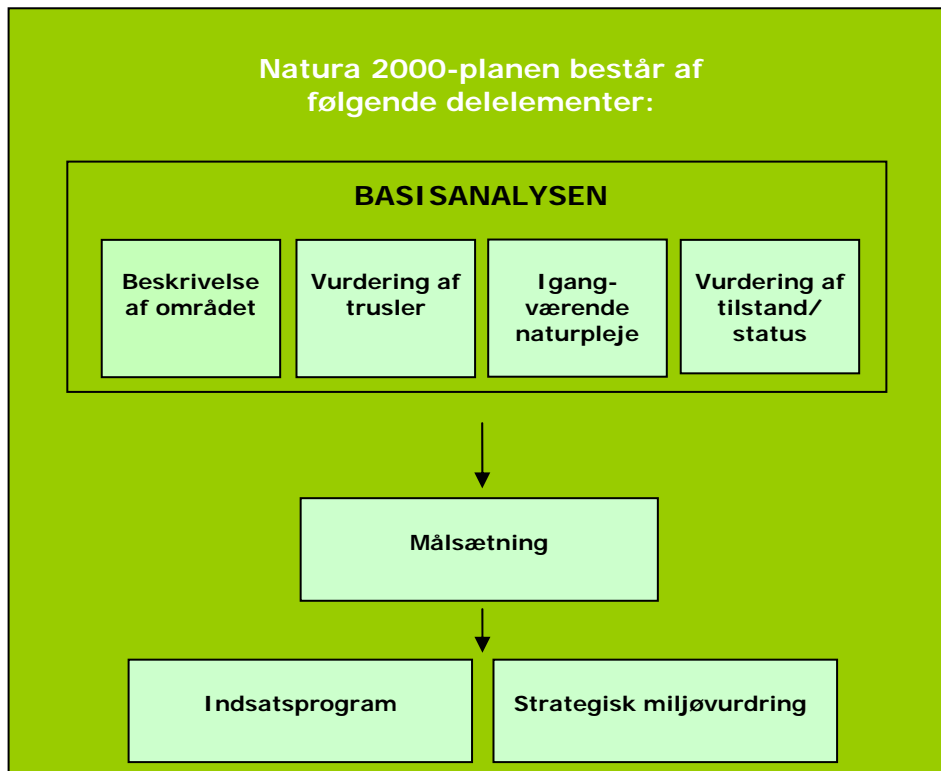 Natura 2000-planen består af
følgende delelementer:
BASISANALYSEN
Beskrivelse
af området
Vurdering af
trusler
Igang-
værende
naturpleje
Vurdering af
tilstand/
status
Målsætning
Indsatsprogram
Strategisk miljøvurdring